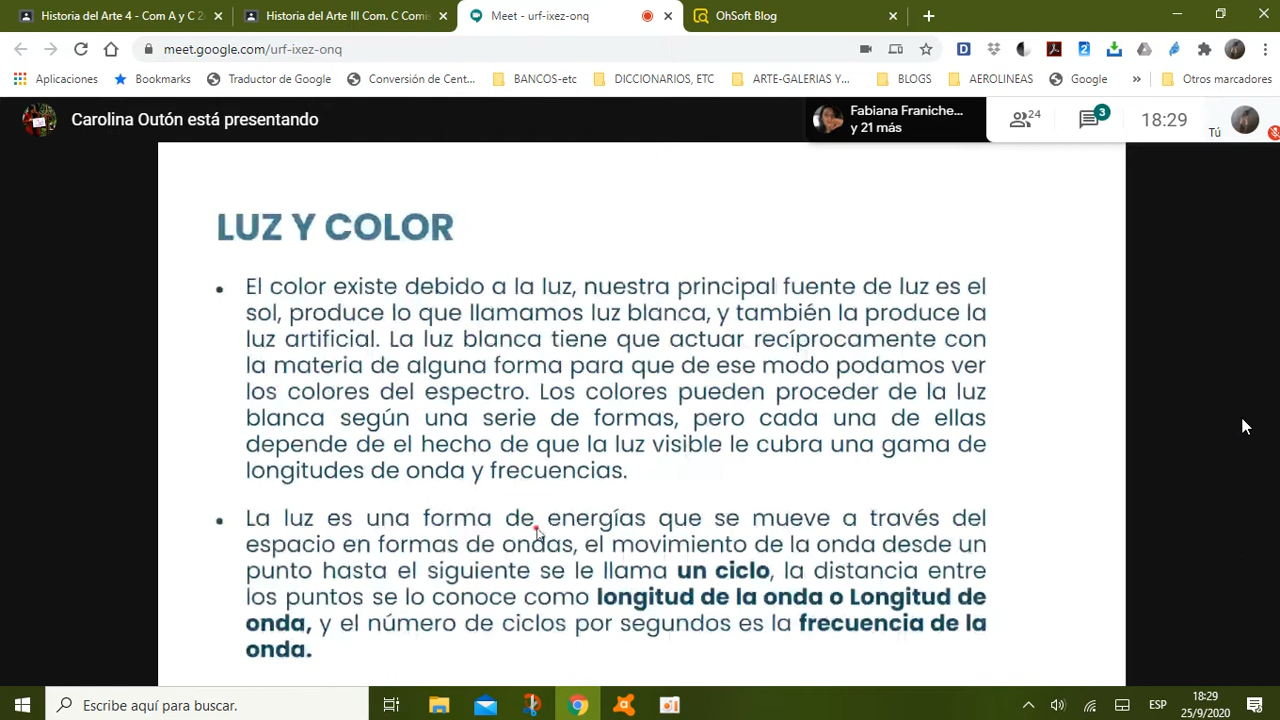 Historia del Arte 4 - Com A y C 2
Historia del Arte III Com. C Comis
Meet - urf-ixez-onq
OhSoft Blog
meet.google.com/urf-ixez-onq
Aplicaciones
Bookmarks
Traductor de Google
Conversión de Gent...
BANCOS-etc
DICCIONARIOS, ETC
ARTE-GALERIAS Y...
BLOGS
AEROLINEAS
Google
»
Otros marcadores
Carolina Outón está presentando
Fabiana Franiche...
y 21 más
24
3
18:29
Tú
LUZ Y COLOR
• El color existe debido a la luz, nuestra principal fuente de luz es el
sol, produce lo que llamamos luz blanca, y también la produce la
luz artificial. La luz blanca tiene que actuar recíprocamente con
la materia de alguna forma para que de ese modo podamos ver
los colores del espectro. Los colores pueden proceder de la luz
blanca según una serie de formas, pero cada una de ellas
depende de el hecho de que la luz visible le cubra una gama de
longitudes de onda y frecuencias.
• La luz es una forma de energías que se mueve a través del
espacio en formas de ondas, el movimiento de la onda desde un
punto hasta el siguiente se le llama un ciclo, la distancia entre
los puntos se lo conoce como longitud de la onda o Longitud de
onda, y el número de ciclos por segundos es la frecuencia de la
onda.
Escribe aquí para buscar.
ESP
18:29
25/9/2020